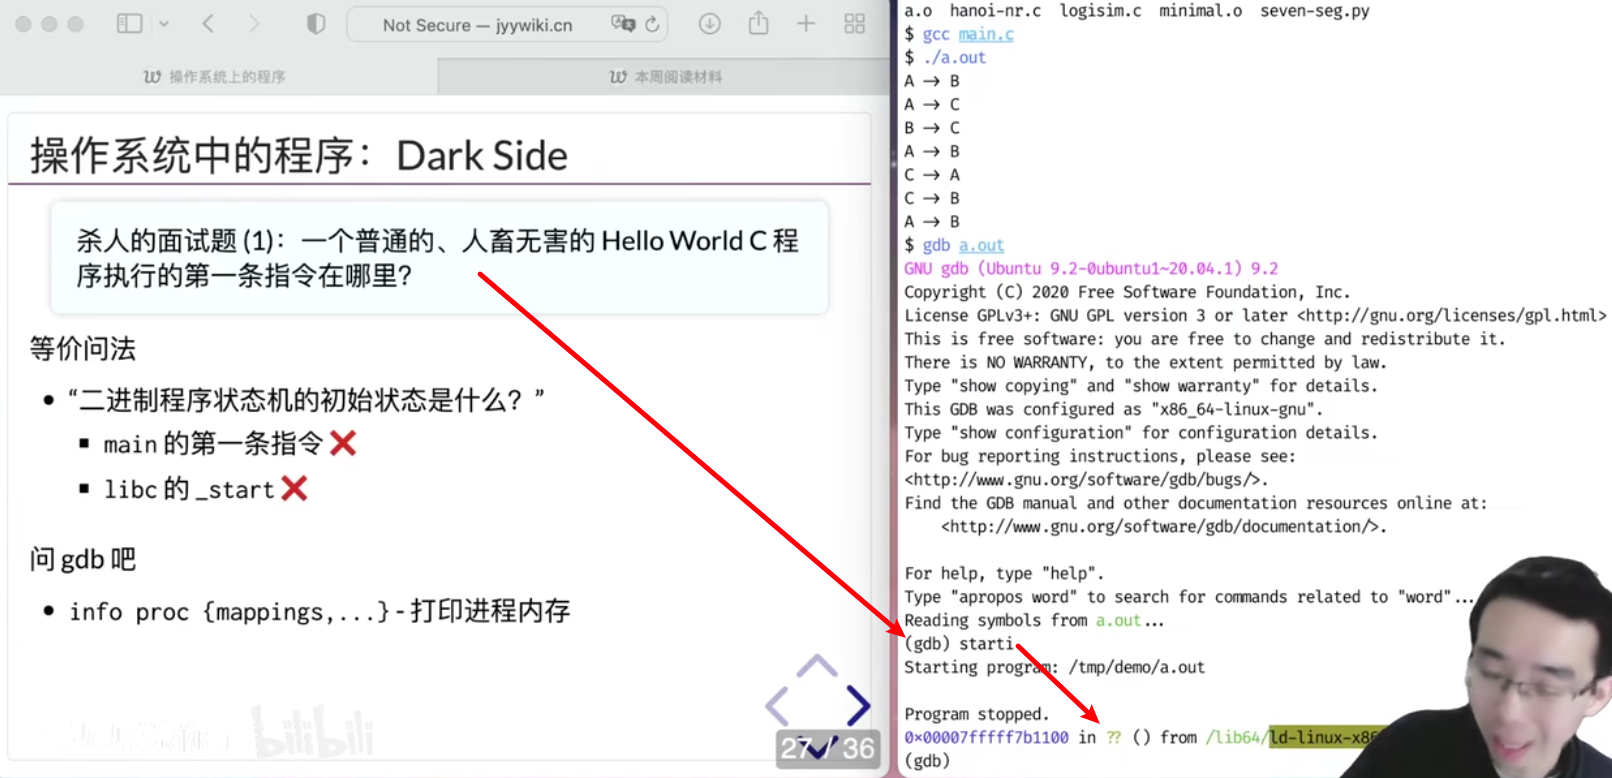 Not Secure — jyywiki.cn
操作系统上的程序
本周阅读材料
操作系统中的程序：Dark Side
杀人的面试题 (1)：一个普通的、人畜无害的 Hello World C 程
序执行的第一条指令在哪里？
等价问法
“二进制程序状态机的初始状态是什么？”
main 的第一条指令
libc 的 _start
问 gdb 吧
info proc {mappings,...} - 打印进程内存
bilibili
27 / 36
a.o hanoi-nr.c logisim.c minimal.o seven-seg.py
$ gcc main.c
$ ./a.out
A → B
A → C
B → C
A → B
C → A
C → B
A → B
$ gdb a.out
GNU gdb (Ubuntu 9.2-0ubuntu1~20.04.1) 9.2
Copyright (C) 2020 Free Software Foundation, Inc.
License GPLv3+: GNU GPL version 3 or later <http://gnu.org/licenses/gpl.html>
This is free software: you are free to change and redistribute it.
There is NO WARRANTY, to the extent permitted by law.
Type "show copying" and "show warranty" for details.
This GDB was configured as "x86_64-linux-gnu".
Type "show configuration" for configuration details.
For bug reporting instructions, please see:
<http://www.gnu.org/software/gdb/bugs/>.
Find the GDB manual and other documentation resources online at:
<http://www.gnu.org/software/gdb/documentation/>.
For help, type "help".
Type "apropos word" to search for commands related to "word"...
Reading symbols from a.out...
(gdb) starti
Starting program: /tmp/demo/a.out
Program stopped.
0x00007fffff7b1100 in ?? () from /lib64/ld-linux-x86
(gdb)